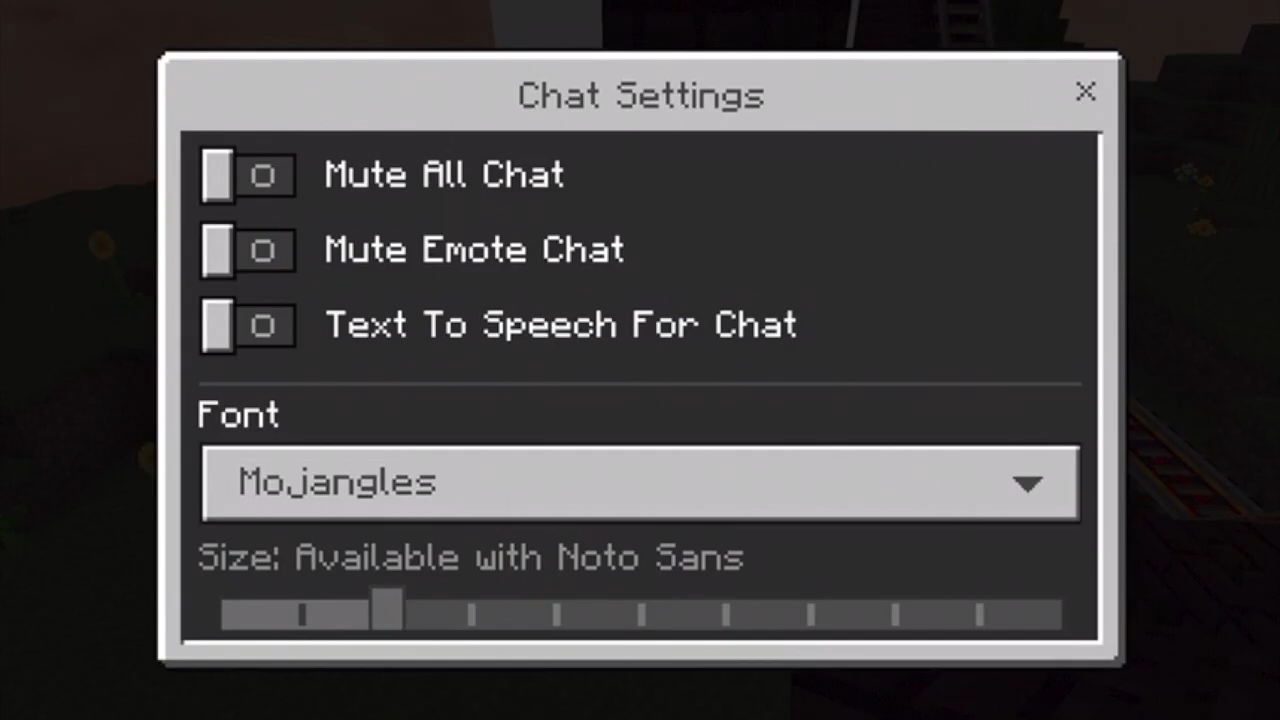 Chat Settings
Mute All Chat
Mute Emote Chat
Text To Speech For Chat
Font
Mojangles
Size: Available with Noto Sans